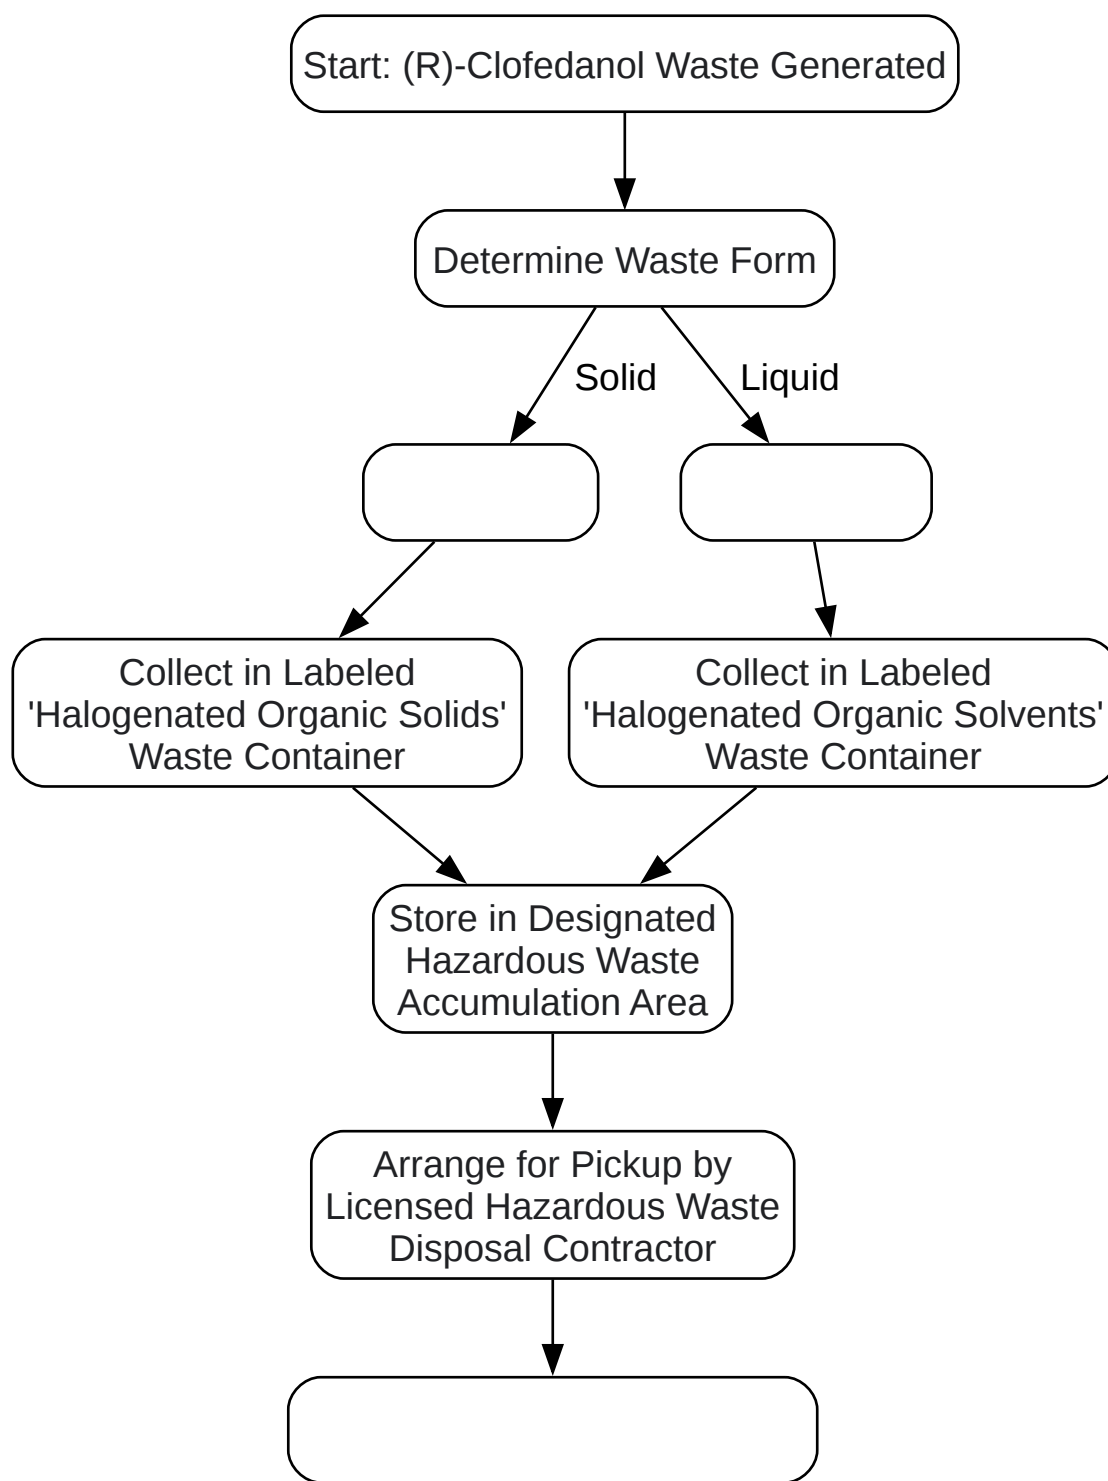 Start: (R)-Clofedanol Waste Generated
Determine Waste Form
Solid
Liquid
Collect in Labeled
'Halogenated Organic Solids'
Waste Container
Collect in Labeled
'Halogenated Organic Solvents'
Waste Container
Store in Designated
Hazardous Waste
Accumulation Area
Arrange for Pickup by
Licensed Hazardous Waste
Disposal Contractor